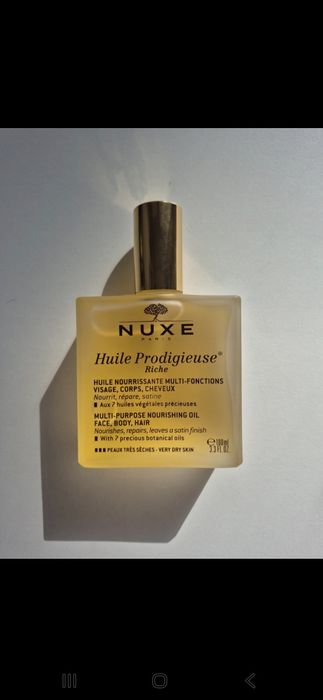 NUXE
PARIS
Huile Prodigieuse®
Riche
HUILE NOURRISSANTE MULTI-FONCTIONS
VISAGE, CORPS, CHEVEUX
Nourrit, répare, satine
Aux 7 huiles végétales précieuses
MULTI-PURPOSE NOURISHING OIL
FACE, BODY, HAIR
Nourishes, repairs, leaves a satin finish
With 7 precious botanical oils
℮100ml
3.3 FL.OZ.
PEAUX TRÈS SÈCHES - VERY DRY SKIN